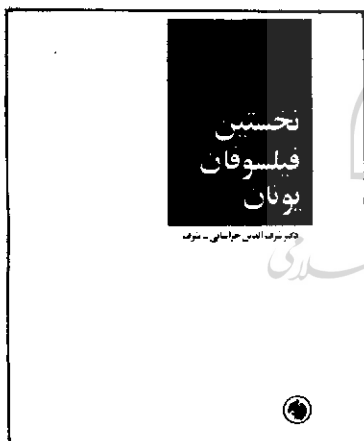 نخستین
فیلسوفان
یونان
دکتر شرف الدین خراسانی ـ شرف